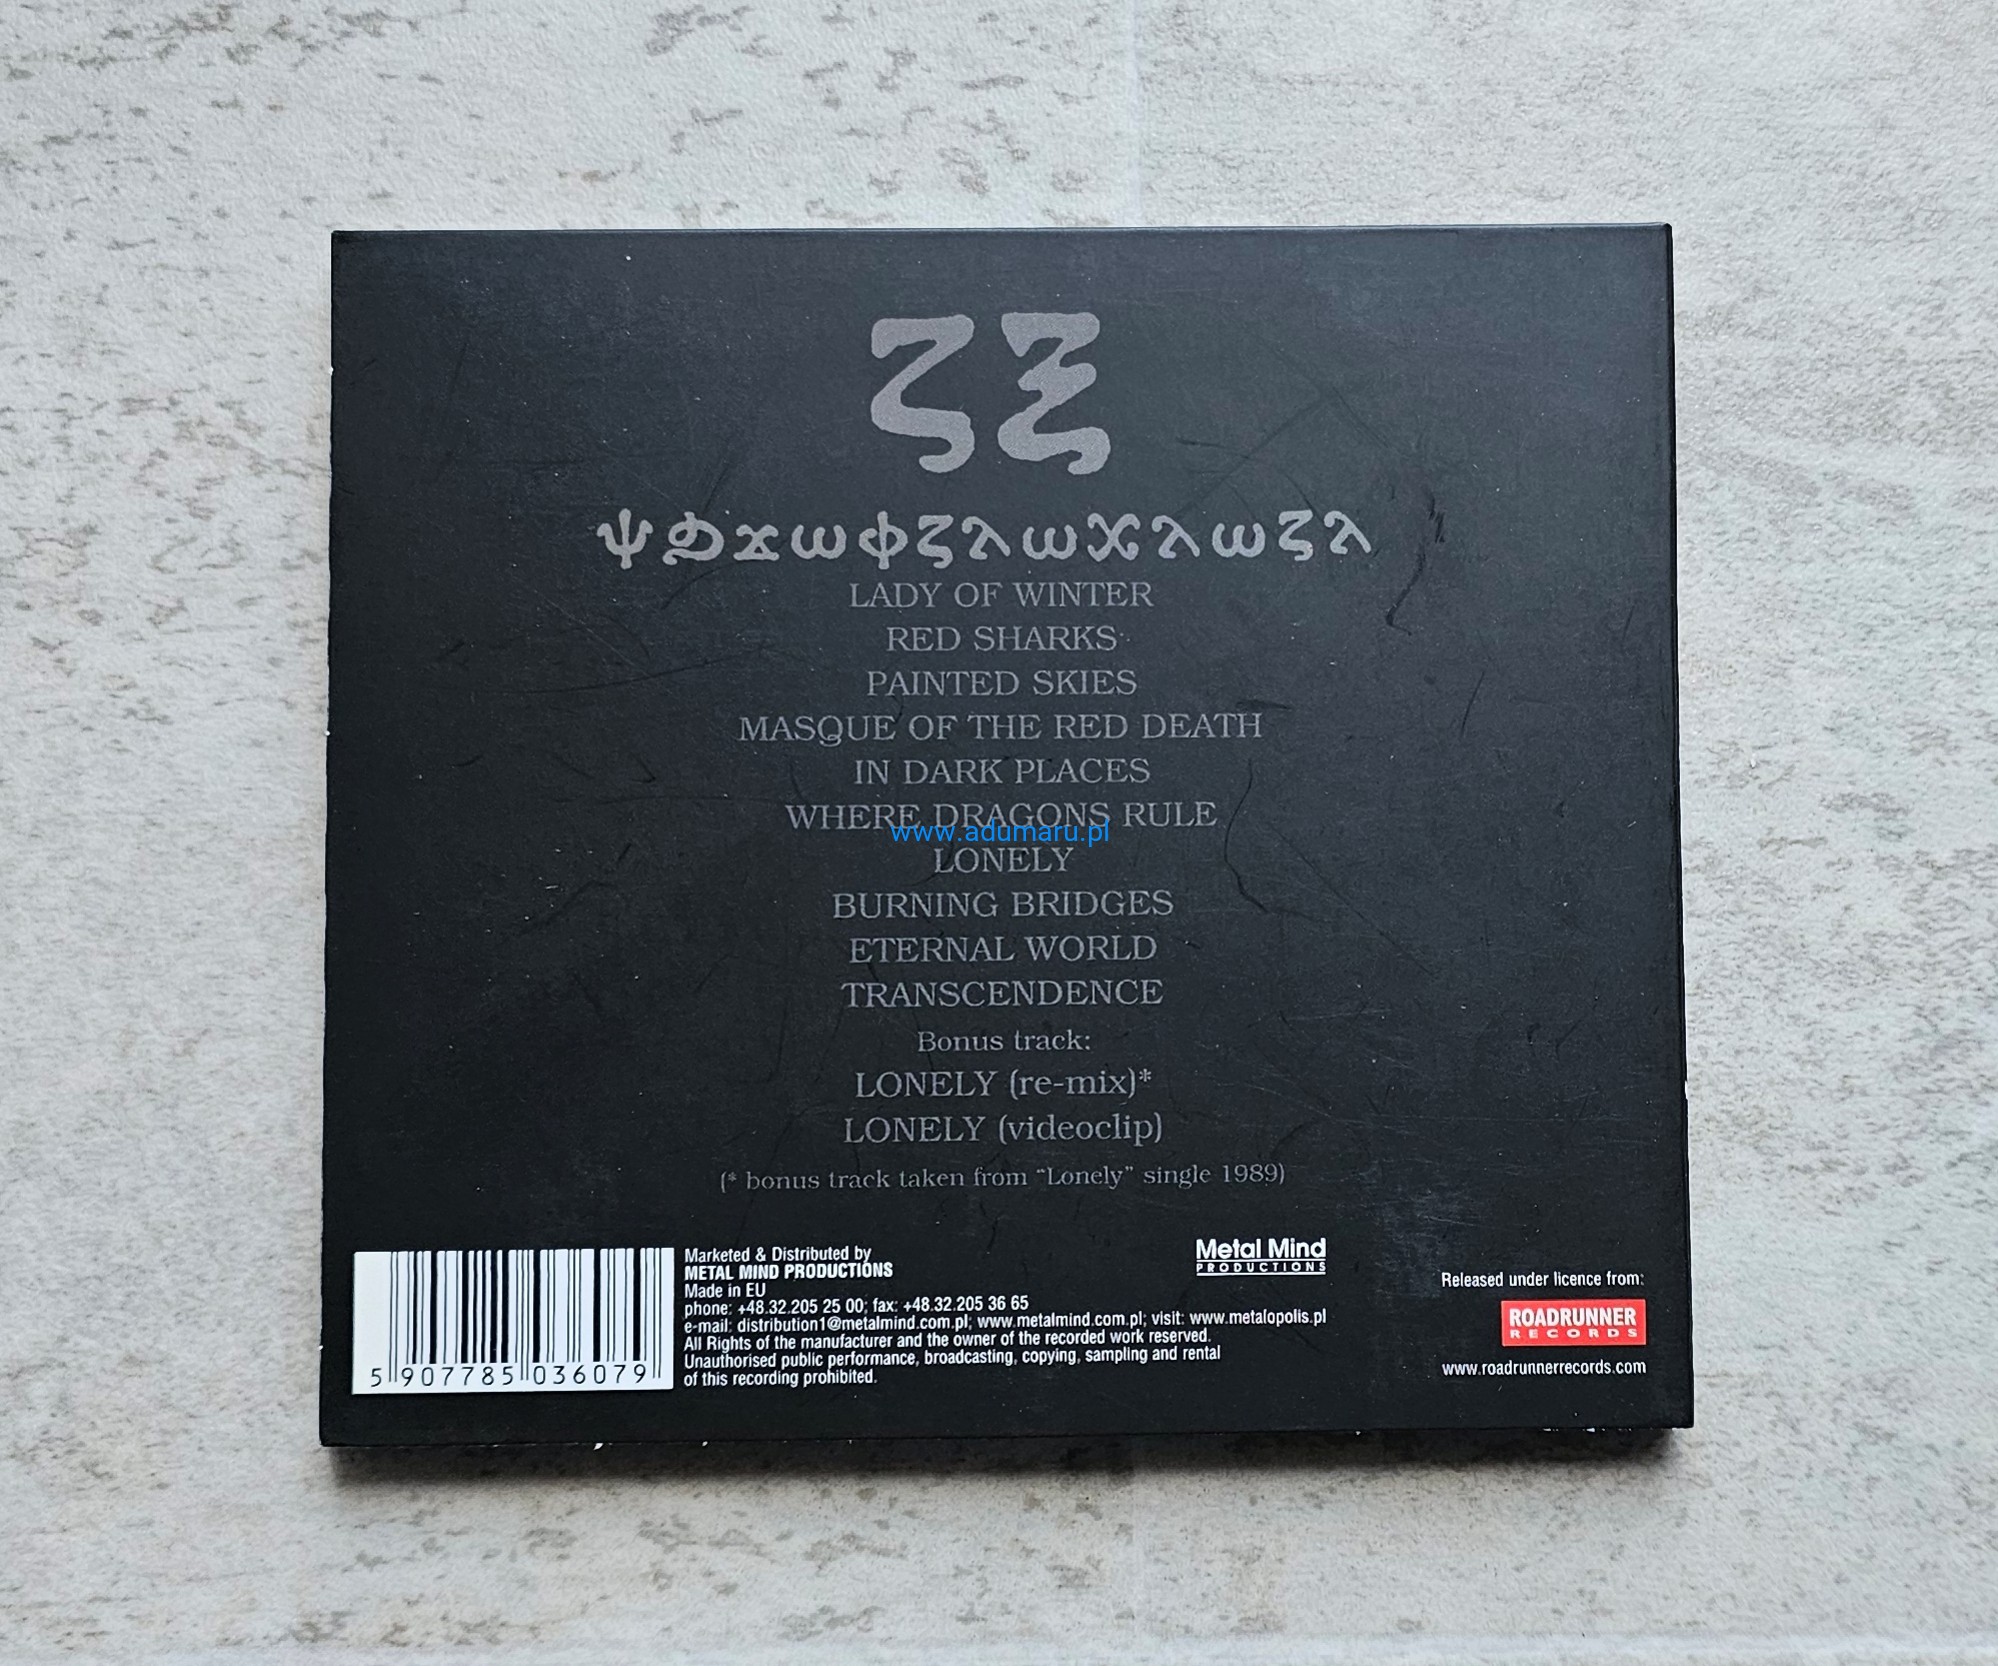 ζ ξ
LADY OF WINTER
RED SHARKS
PAINTED SKIES
MASQUE OF THE RED DEATH
IN DARK PLACES
WHERE DRAGONS RULE
www.adumaru.pl
LONELY
BURNING BRIDGES
ETERNAL WORLD
TRANSCENDENCE
Bonus track:
LONELY (re-mix)*
LONELY (videoclip)
(* bonus track taken from "Lonely" single 1989)
5 907785 036079
Marketed & Distributed by
METAL MIND PRODUCTIONS
Made in EU
phone: +48.32.205 25 00; fax: +48.32.205 36 65
e-mail: distribution1@metalmind.com.pl; www.metalmind.com.pl; visit: www.metalopolis.pl
All Rights of the manufacturer and the owner of the recorded work reserved.
Unauthorised public performance, broadcasting, copying, sampling and rental
of this recording prohibited.
Metal Mind
PRODUCTIONS
Released under licence from:
ROADRUNNER
RECORDS
www.roadrunnerrecords.com